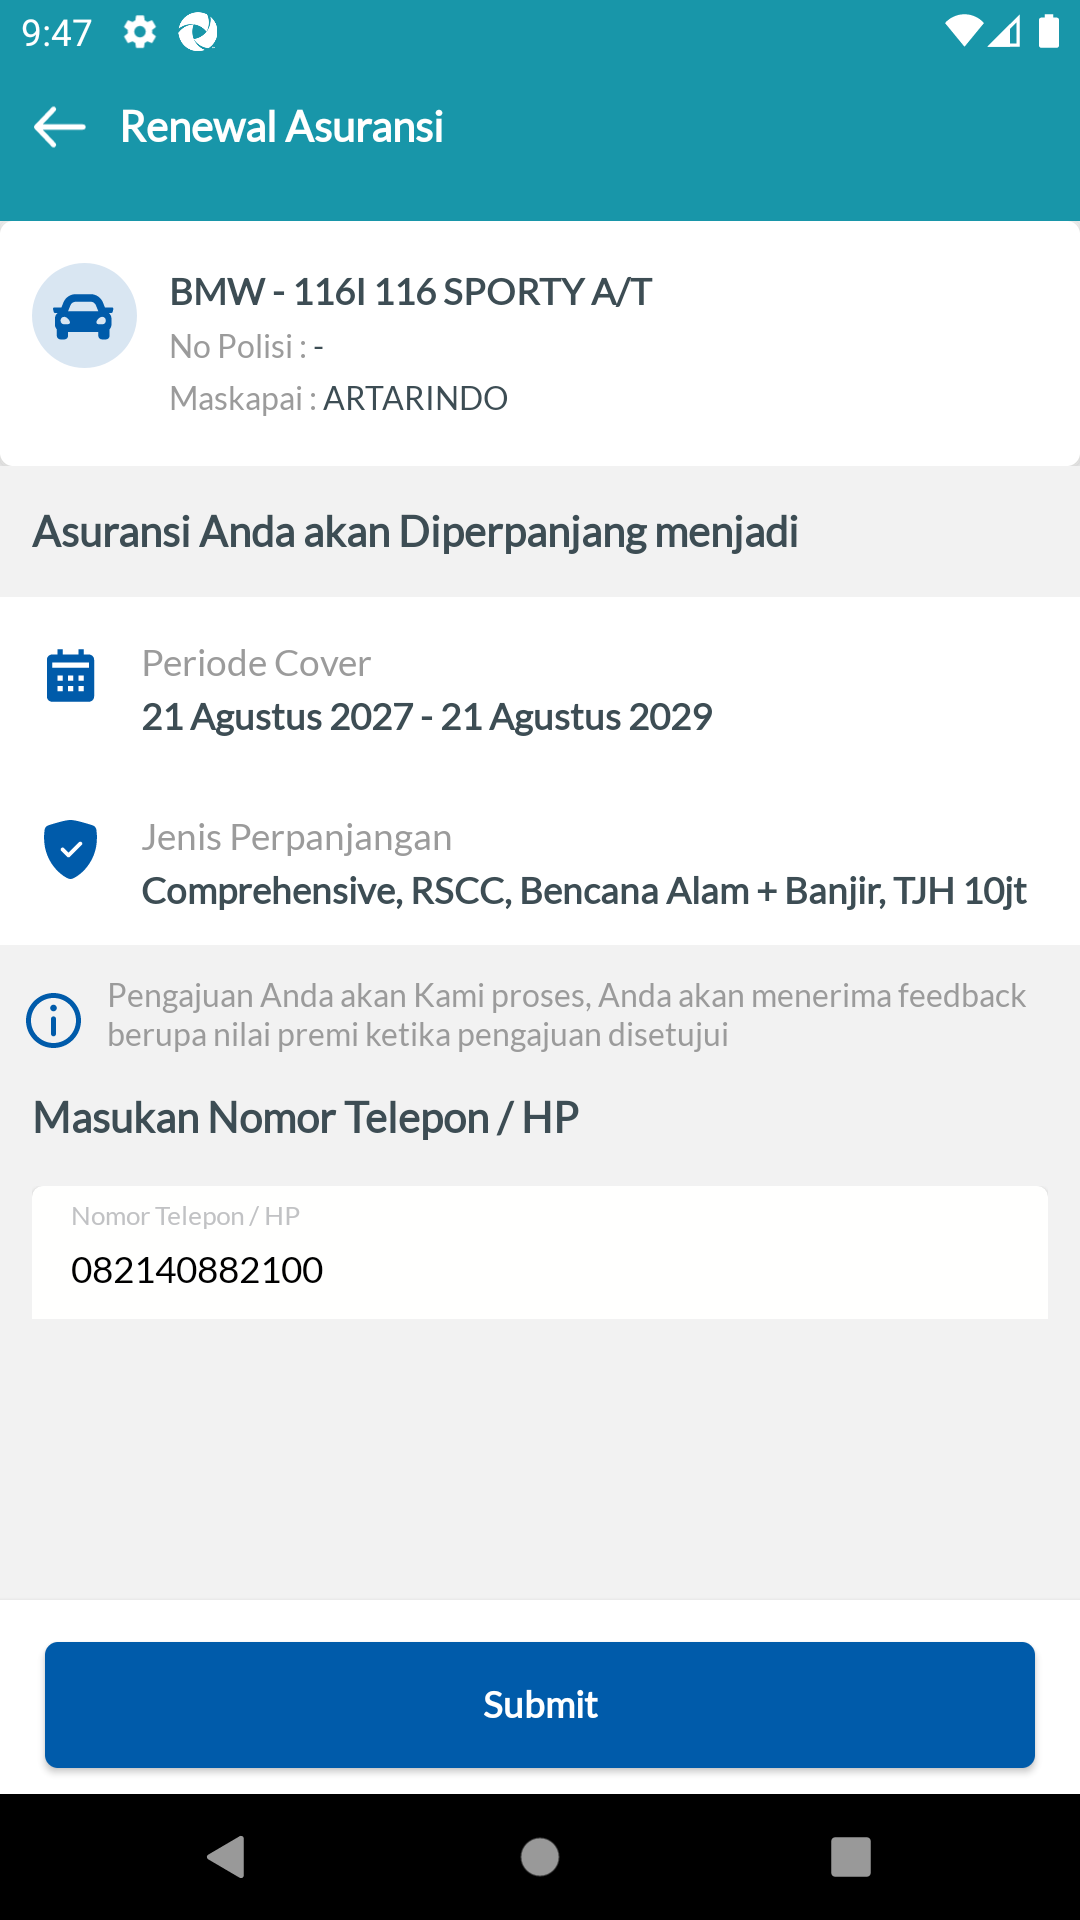 9:47
Renewal Asuransi
BMW - 116I 116 SPORTY A/T
No Polisi : -
Maskapai : ARTARINDO
Asuransi Anda akan Diperpanjang menjadi
Periode Cover
21 Agustus 2027 - 21 Agustus 2029
Jenis Perpanjangan
Comprehensive, RSCC, Bencana Alam + Banjir, TJH 10jt
Pengajuan Anda akan Kami proses, Anda akan menerima feedback
berupa nilai premi ketika pengajuan disetujui
Masukan Nomor Telepon / HP
Nomor Telepon / HP
082140882100
Submit